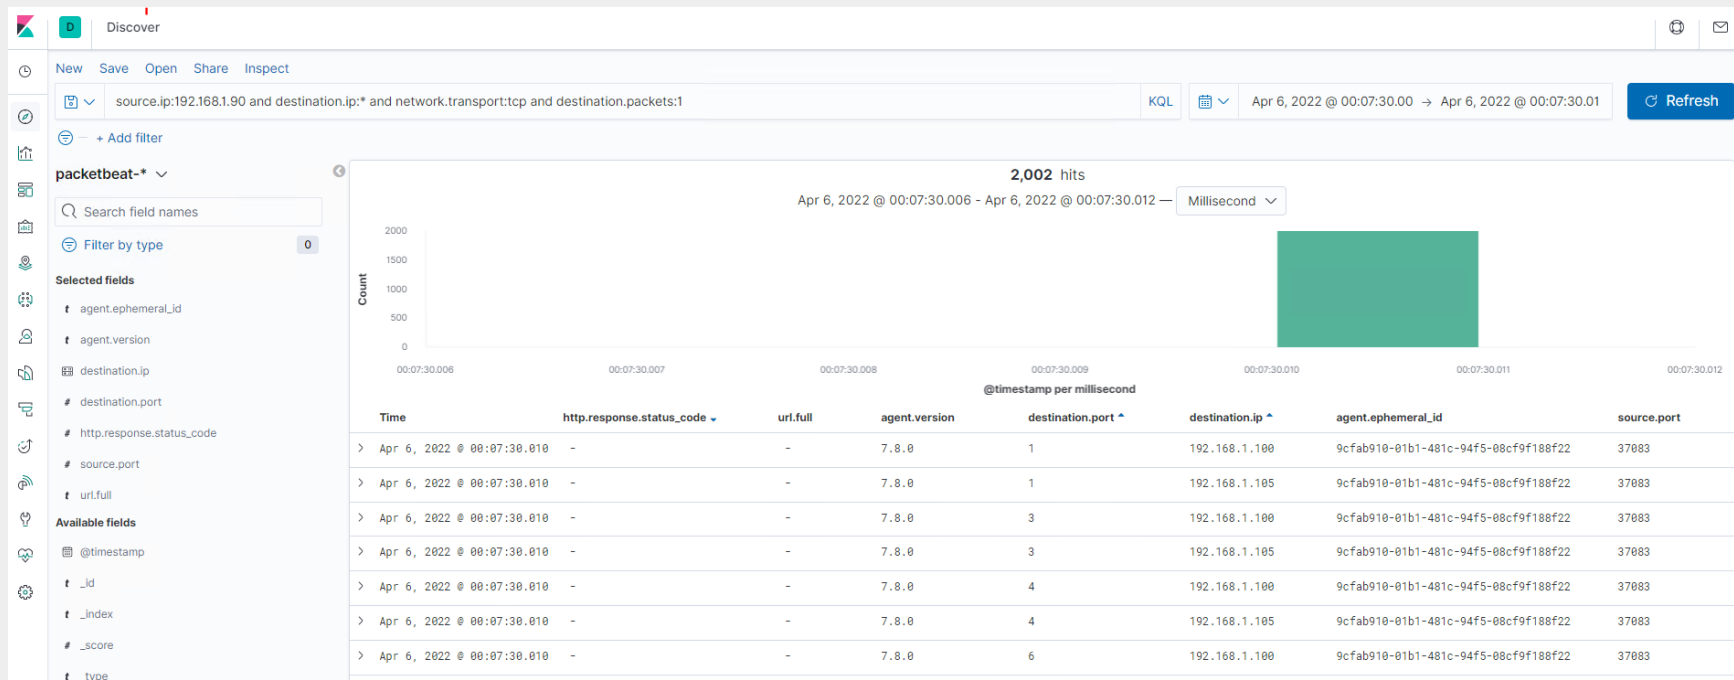 D Discover
New Save Open Share Inspect
source.ip:192.168.1.90 and destination.ip:* and network.transport:tcp and destination.packets:1 KQL Apr 6, 2022 @ 00:07:30.00 → Apr 6, 2022 @ 00:07:30.01 Refresh
+ Add filter
packetbeat-*
Search field names
Filter by type 0
Selected fields
t agent.ephemeral_id
t agent.version
destination.ip
# destination.port
# http.response.status_code
# source.port
t url.full
Available fields
@timestamp
t _id
t _index
# _score
t _type
2,002 hits
Apr 6, 2022 @ 00:07:30.006 - Apr 6, 2022 @ 00:07:30.012 — Millisecond
Count
2000
1500
1000
500
0
00:07:30.006 00:07:30.007 00:07:30.008 00:07:30.009 00:07:30.010 00:07:30.011 00:07:30.012
@timestamp per millisecond
Time http.response.status_code url.full agent.version destination.port destination.ip agent.ephemeral_id source.port
Apr 6, 2022 @ 00:07:30.010 - - 7.8.0 1 192.168.1.100 9cfab910-01b1-481c-94f5-08cf9f188f22 37083
Apr 6, 2022 @ 00:07:30.010 - - 7.8.0 1 192.168.1.105 9cfab910-01b1-481c-94f5-08cf9f188f22 37083
Apr 6, 2022 @ 00:07:30.010 - - 7.8.0 3 192.168.1.100 9cfab910-01b1-481c-94f5-08cf9f188f22 37083
Apr 6, 2022 @ 00:07:30.010 - - 7.8.0 3 192.168.1.105 9cfab910-01b1-481c-94f5-08cf9f188f22 37083
Apr 6, 2022 @ 00:07:30.010 - - 7.8.0 4 192.168.1.100 9cfab910-01b1-481c-94f5-08cf9f188f22 37083
Apr 6, 2022 @ 00:07:30.010 - - 7.8.0 4 192.168.1.105 9cfab910-01b1-481c-94f5-08cf9f188f22 37083
Apr 6, 2022 @ 00:07:30.010 - - 7.8.0 6 192.168.1.100 9cfab910-01b1-481c-94f5-08cf9f188f22 37083